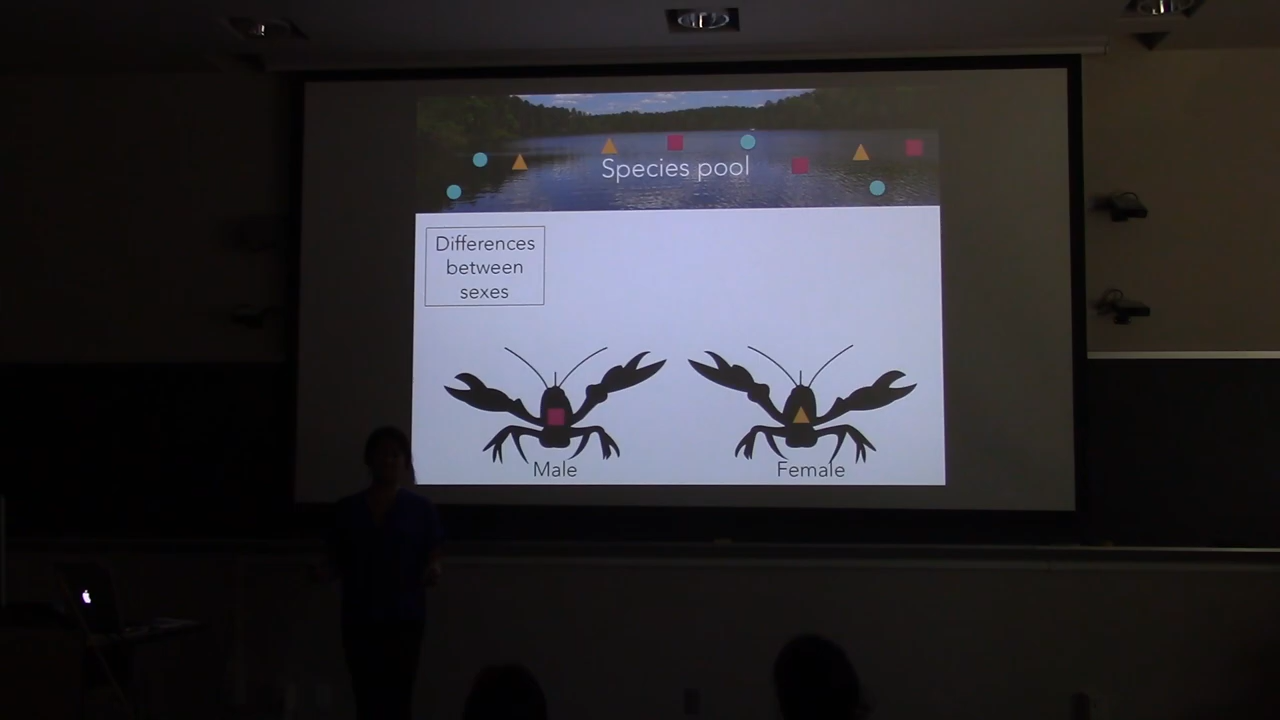 Species pool
Differences
between
sexes
Male
Female